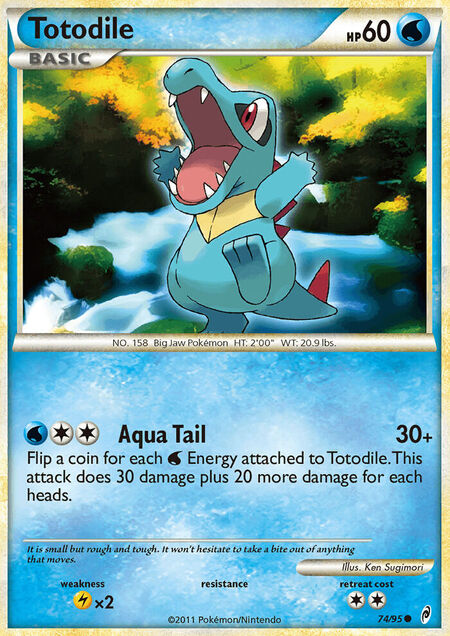 Totodile
HP60
BASIC
NO. 158 Big Jaw Pokémon HT: 2'00" WT: 20.9 lbs.
Aqua Tail 30+
Flip a coin for each Energy attached to Totodile. This
attack does 30 damage plus 20 more damage for each
heads.
It is small but rough and tough. It won't hesitate to take a bite out of anything
that moves.
Illus. Ken Sugimori
weakness resistance retreat cost
×2
©2011 Pokémon/Nintendo
74/95